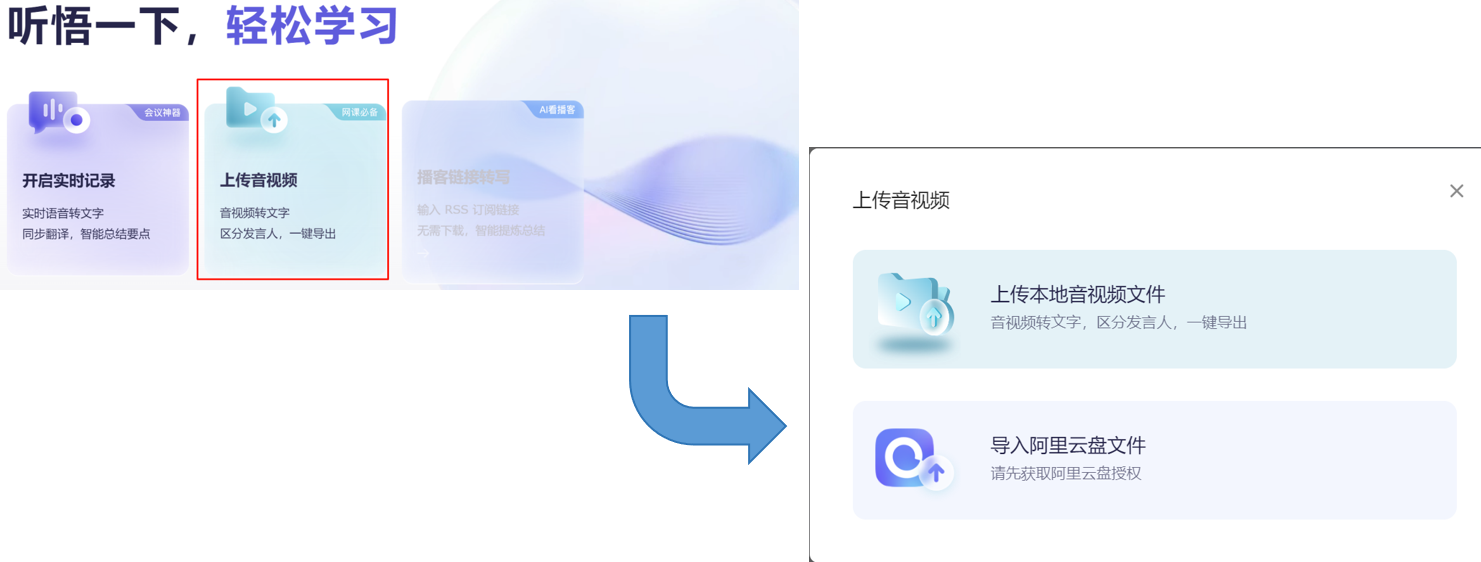 听悟一下，轻松学习
会议神器
开启实时记录
实时语音转文字
同步翻译，智能总结要点
网课必备
上传音视频
音视频转文字
区分发言人，一键导出
AI看播客
播客链接转写
输入 RSS 订阅链接
无需下载，智能提炼总结
上传音视频
上传本地音视频文件
音视频转文字，区分发言人，一键导出
导入阿里云盘文件
请先获取阿里云盘授权